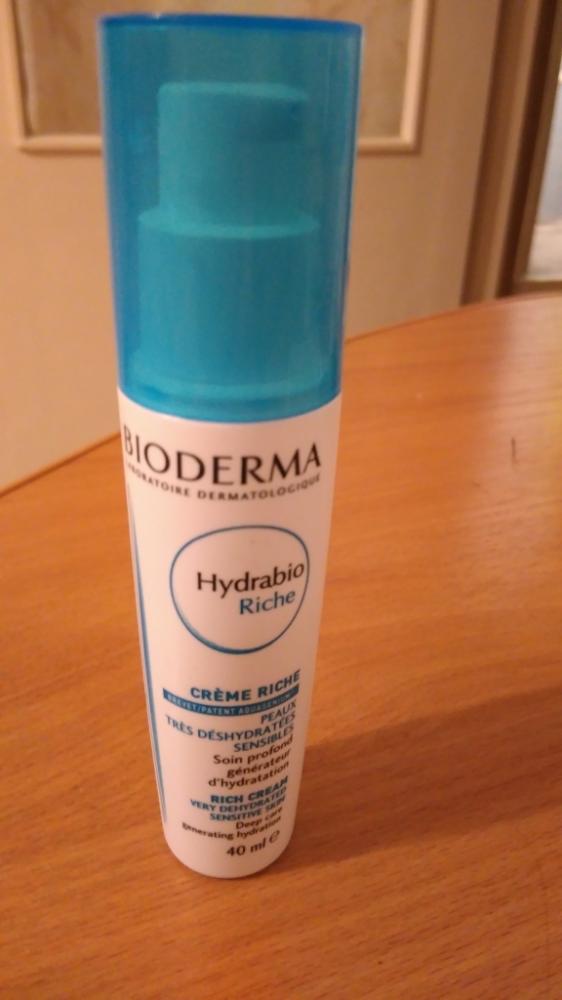 BIODERMA
LABORATOIRE DERMATOLOGIQUE
Hydrabio
Riche
CRÈME RICHE
BREVET/PATENT AQUAGENIUM
PEAUX
TRÈS DÉSHYDRATÉES
SENSIBLES
Soin profond
générateur
d'hydratation
RICH CREAM
VERY DEHYDRATED
SENSITIVE SKIN
Deep care
generating hydration
40 ml e